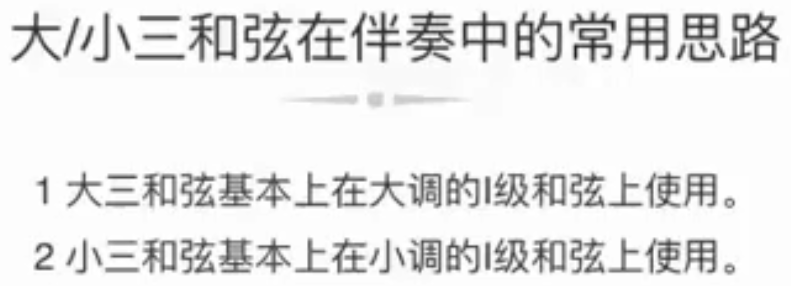 大/小三和弦在伴奏中的常用思路
1 大三和弦基本上在大调的I级和弦上使用。
2 小三和弦基本上在小调的I级和弦上使用。